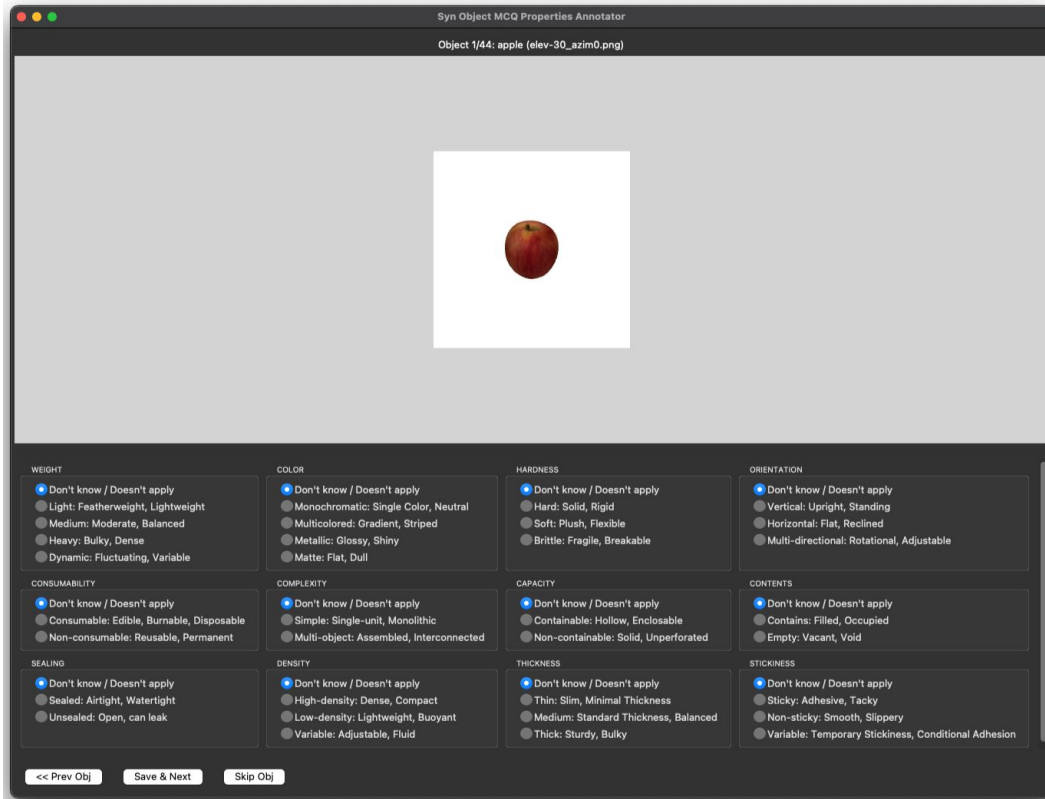 Syn Object MCQ Properties Annotator
Object 1/44: apple (elev-30_azim0.png)
WEIGHT
Don't know / Doesn't apply
Light: Featherweight, Lightweight
Medium: Moderate, Balanced
Heavy: Bulky, Dense
Dynamic: Fluctuating, Variable
COLOR
Don't know / Doesn't apply
Monochromatic: Single Color, Neutral
Multicolored: Gradient, Striped
Metallic: Glossy, Shiny
Matte: Flat, Dull
HARDNESS
Don't know / Doesn't apply
Hard: Solid, Rigid
Soft: Plush, Flexible
Brittle: Fragile, Breakable
ORIENTATION
Don't know / Doesn't apply
Vertical: Upright, Standing
Horizontal: Flat, Reclined
Multi-directional: Rotational, Adjustable
CONSUMABILITY
Don't know / Doesn't apply
Consumable: Edible, Burnable, Disposable
Non-consumable: Reusable, Permanent
COMPLEXITY
Don't know / Doesn't apply
Simple: Single-unit, Monolithic
Multi-object: Assembled, Interconnected
CAPACITY
Don't know / Doesn't apply
Containable: Hollow, Enclosable
Non-containable: Solid, Unperforated
CONTENTS
Don't know / Doesn't apply
Contains: Filled, Occupied
Empty: Vacant, Void
SEALING
Don't know / Doesn't apply
Sealed: Airtight, Watertight
Unsealed: Open, can leak
DENSITY
Don't know / Doesn't apply
High-density: Dense, Compact
Low-density: Lightweight, Buoyant
Variable: Adjustable, Fluid
THICKNESS
Don't know / Doesn't apply
Thin: Slim, Minimal Thickness
Medium: Standard Thickness, Balanced
Thick: Sturdy, Bulky
STICKINESS
Don't know / Doesn't apply
Sticky: Adhesive, Tacky
Non-sticky: Smooth, Slippery
Variable: Temporary Stickiness, Conditional Adhesion
<< Prev Obj
Save & Next
Skip Obj